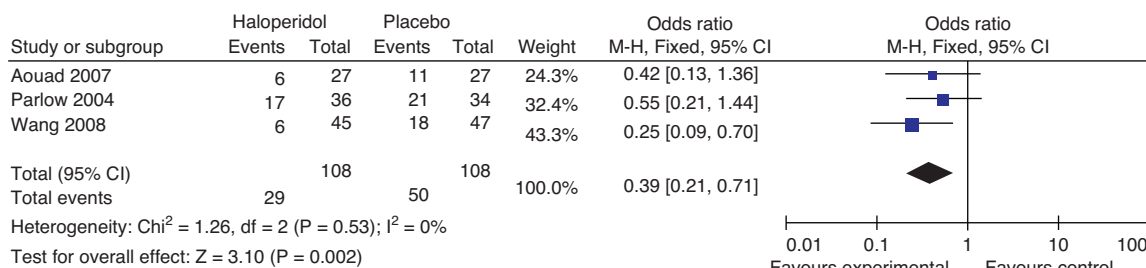 Haloperidol Placebo Odds ratio Odds ratio
Study or subgroup Events Total Events Total Weight M-H, Fixed, 95% CI M-H, Fixed, 95% CI
Aouad 2007 6 27 11 27 24.3% 0.42 [0.13, 1.36]
Parlow 2004 17 36 21 34 32.4% 0.55 [0.21, 1.44]
Wang 2008 6 45 18 47 43.3% 0.25 [0.09, 0.70]
Total (95% CI) 108 108 100.0% 0.39 [0.21, 0.71]
Total events 29 50
Heterogeneity: Chi² = 1.26, df = 2 (P = 0.53); I² = 0%
Test for overall effect: Z = 3.10 (P = 0.002)
0.01 0.1 1 10 100
Favours experimental Favours control